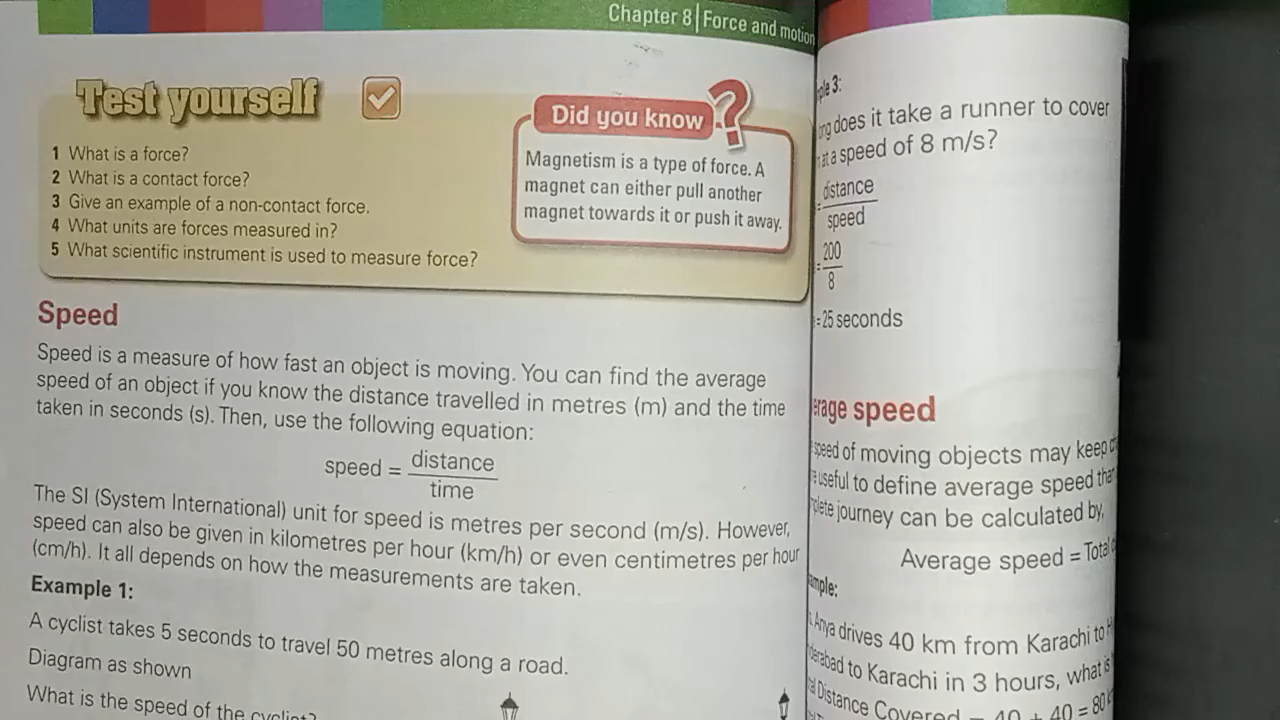 Chapter 8 | Force and motion
Test yourself
1 What is a force?
2 What is a contact force?
3 Give an example of a non-contact force.
4 What units are forces measured in?
5 What scientific instrument is used to measure force?
Did you know ?
Magnetism is a type of force. A
magnet can either pull another
magnet towards it or push it away.
Speed
Speed is a measure of how fast an object is moving. You can find the average
speed of an object if you know the distance travelled in metres (m) and the time
taken in seconds (s). Then, use the following equation:
speed = distance
time
The SI (System International) unit for speed is metres per second (m/s). However,
speed can also be given in kilometres per hour (km/h) or even centimetres per hour
(cm/h). It all depends on how the measurements are taken.
Example 1:
A cyclist takes 5 seconds to travel 50 metres along a road.
Diagram as shown
What is the speed of the cyclist?
3:
does it take a runner to cover
at a speed of 8 m/s?
= distance
speed
= 200
8
= 25 seconds
speed
speed of moving objects may keep
useful to define average speed
journey can be calculated by,
Average speed = Total
Anya drives 40 km from Karachi to
to Karachi in 3 hours, what is
Distance Covered = 40 + 40 = 80